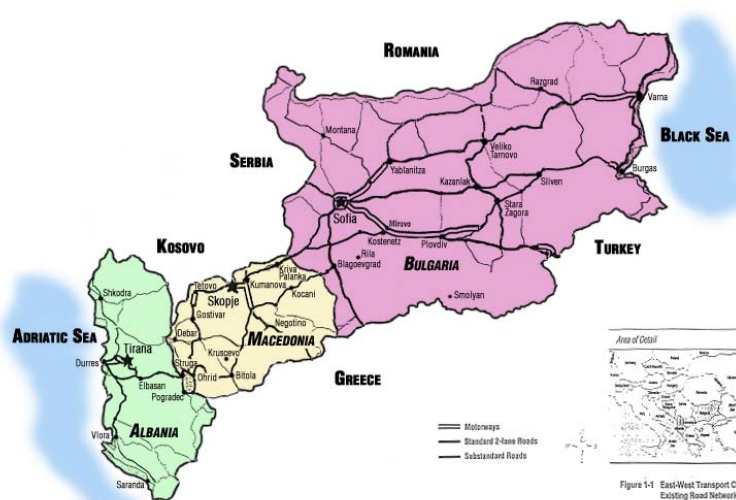 ROMANIA
Razgrad
Varna
BLACK SEA
Montana
Veliko
Tarnovo
SERBIA
Yablanitza
Burgas
Kazanlak
Sliven
Sofia
Stara
Zagora
Mirovo
KOSOVO
Kostenetz
Plovdiv
TURKEY
Rila
BULGARIA
Blagoevgrad
Kriva
Palanka
Tetovo
Kumanova
Skopje
Kocani
Smolyan
Shkodra
Gostivar
Negotino
ADRIATIC SEA
Debar
MACEDONIA
Tirana
Kruscevo
Durres
Struga
Ohrid
Bitola
GREECE
Elbasan
Pogradec
Vlora
ALBANIA
Saranda
Motorways
Standard 2-lane Roads
Substandard Roads
Area of Detail
Figure 1-1 East-West Transport C
Existing Road Network